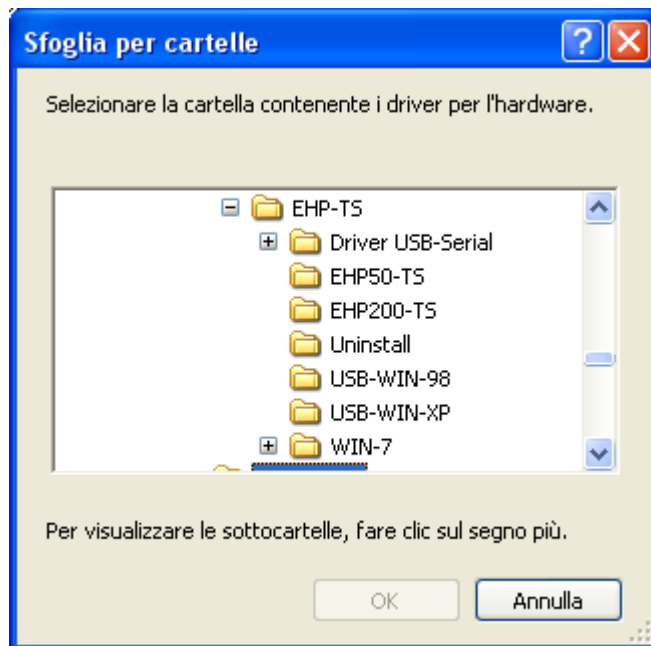 Sfoglia per cartelle
Selezionare la cartella contenente i driver per l'hardware.
EHP-TS
Driver USB-Serial
EHP50-TS
EHP200-TS
Uninstall
USB-WIN-98
USB-WIN-XP
WIN-7
Per visualizzare le sottocartelle, fare clic sul segno più.
OK Annulla